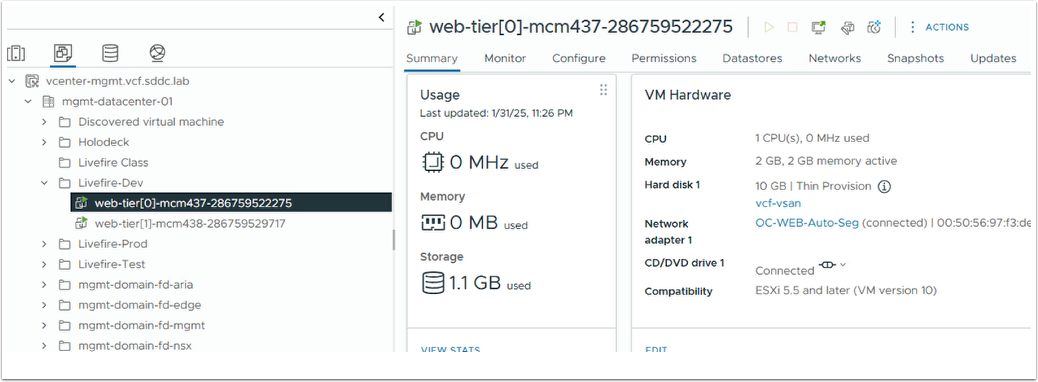 web-tier[0]-mcm437-286759522275
ACTIONS
Summary Monitor Configure Permissions Datastores Networks Snapshots Updates
vcenter-mgmt.vcf.sddc.lab
mgmt-datacenter-01
Discovered virtual machine
Holodeck
Livefire Class
Livefire-Dev
web-tier[0]-mcm437-286759522275
web-tier[1]-mcm438-286759529717
Livefire-Prod
Livefire-Test
mgmt-domain-fd-aria
mgmt-domain-fd-edge
mgmt-domain-fd-mgmt
mgmt-domain-fd-nsx
Usage
Last updated: 1/31/25, 11:26 PM
CPU
0 MHz used
Memory
0 MB used
Storage
1.1 GB used
VIEW STATS
VM Hardware
CPU 1 CPU(s), 0 MHz used
Memory 2 GB, 2 GB memory active
Hard disk 1 10 GB | Thin Provision
vcf-vsan
Network adapter 1 OC-WEB-Auto-Seg (connected) | 00:50:56:97:f3:de
CD/DVD drive 1 Connected
Compatibility ESXi 5.5 and later (VM version 10)
EDIT